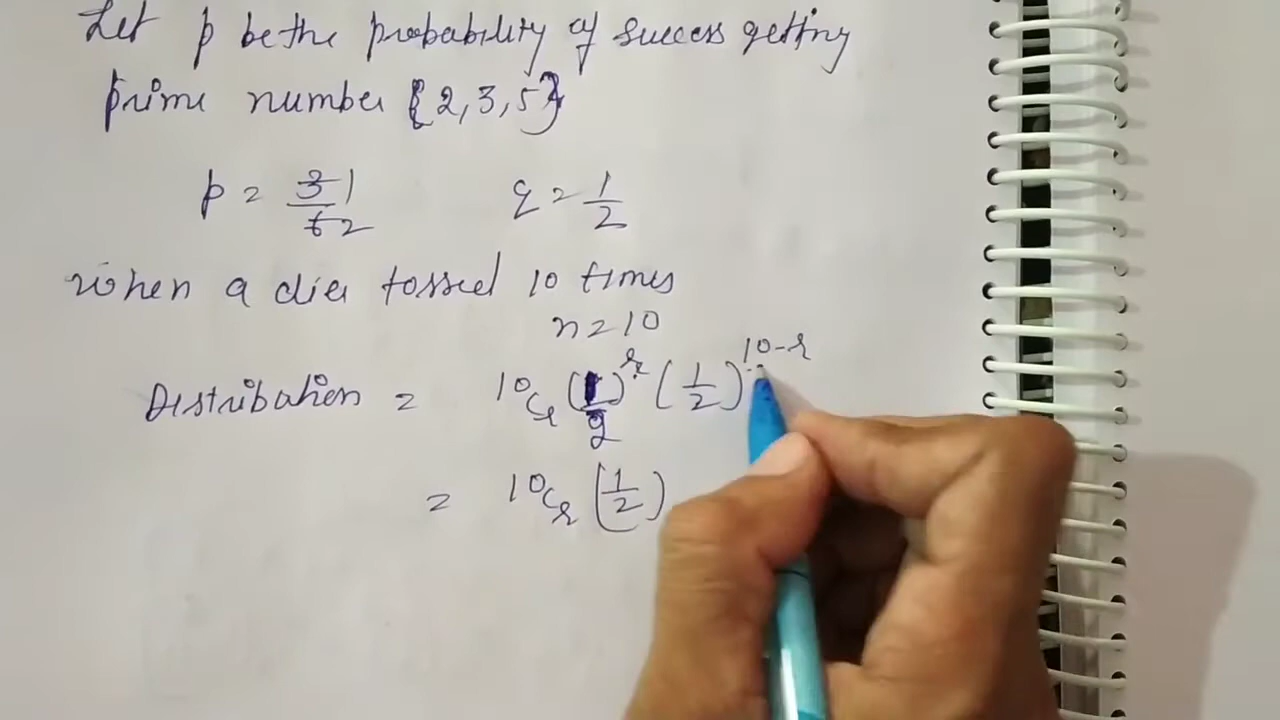 Let p be the probability of success getting
prime number {2,3,5}
p = 3/6 1/2 q = 1/2
When a die tossed 10 times
n = 10
Distribution = 10Cr (1/2)^r (1/2)^10-r
= 10Cr (1/2)